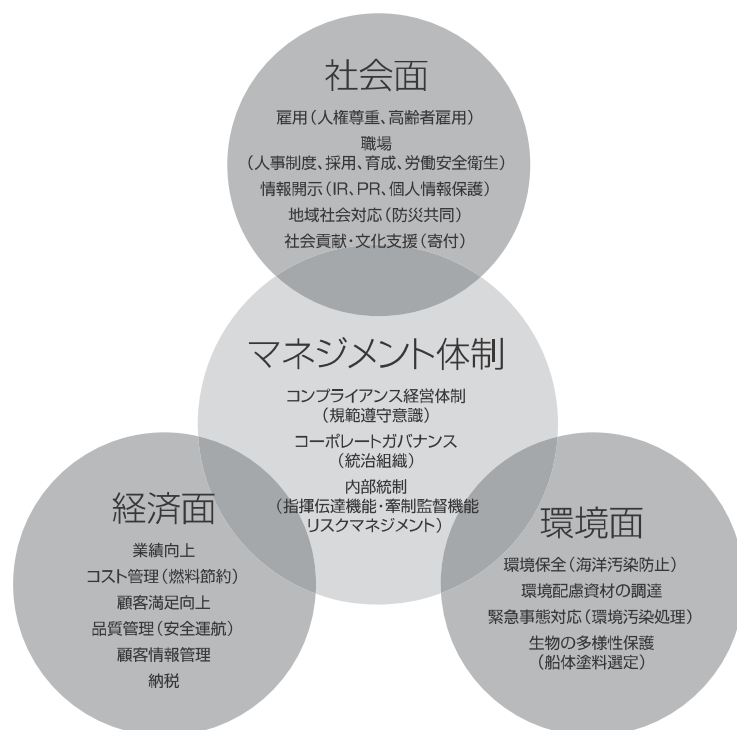 社会面
雇用（人権尊重、高齢者雇用）
職場
（人事制度、採用、育成、労働安全衛生）
情報開示（IR、PR、個人情報保護）
地域社会対応（防災共同）
社会貢献・文化支援（寄付）
マネジメント体制
コンプライアンス経営体制
（規範遵守意識）
コーポレートガバナンス
（統治組織）
内部統制
（指揮伝達機能・牽制監督機能
リスクマネジメント）
経済面
業績向上
コスト管理（燃料節約）
顧客満足向上
品質管理（安全運航）
顧客情報管理
納税
環境面
環境保全（海洋汚染防止）
環境配慮資材の調達
緊急事態対応（環境汚染処理）
生物の多様性保護
（船体塗料選定）